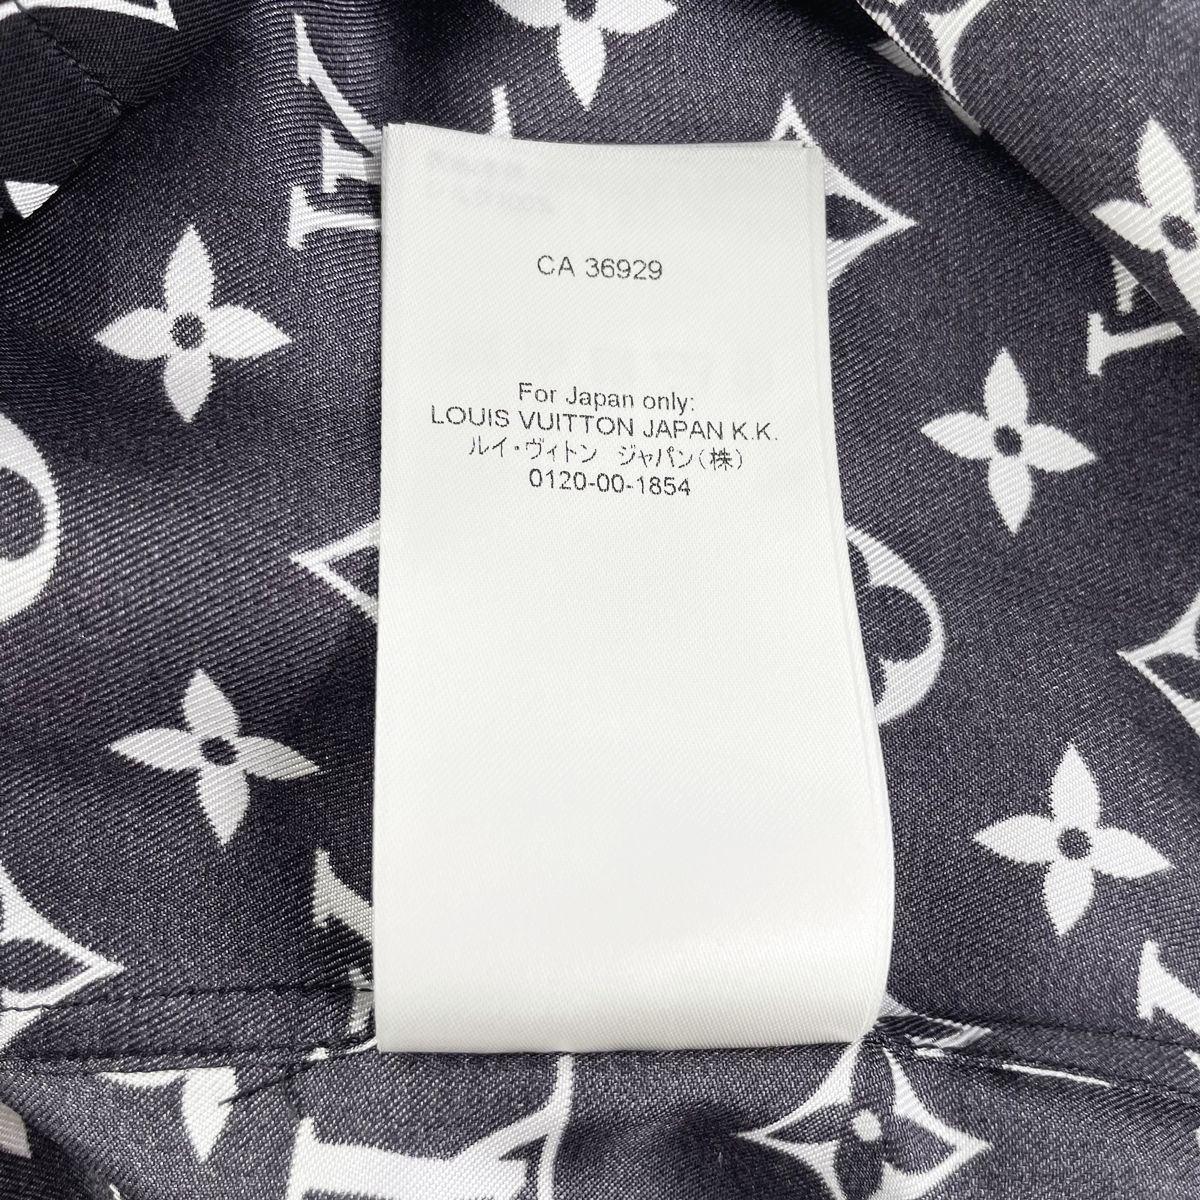 CA 36929
For Japan only:
LOUIS VUITTON JAPAN K.K.
ルイ・ヴィトン ジャパン(株)
0120-00-1854